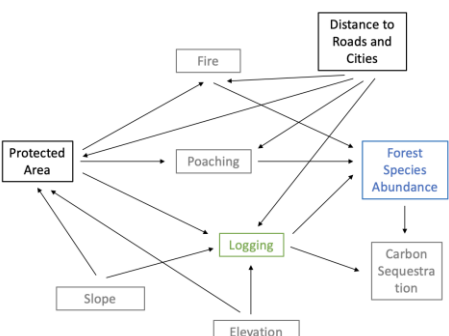 Distance to
Roads and
Cities
Fire
Protected
Area
Poaching
Forest
Species
Abundance
Logging
Carbon
Sequestra
tion
Slope
Elevation